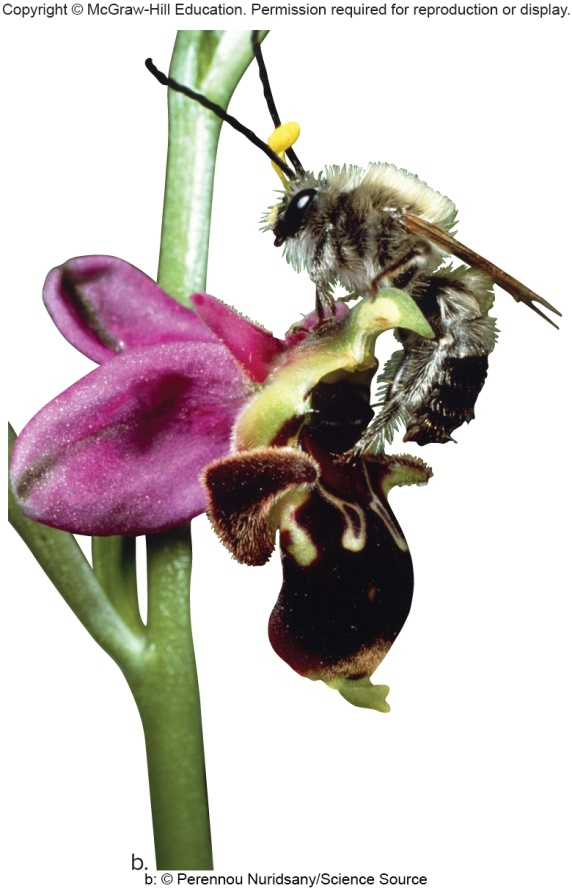 Copyright © McGraw-Hill Education. Permission required for reproduction or display.
b.
b: © Perennou Nuridsany/Science Source